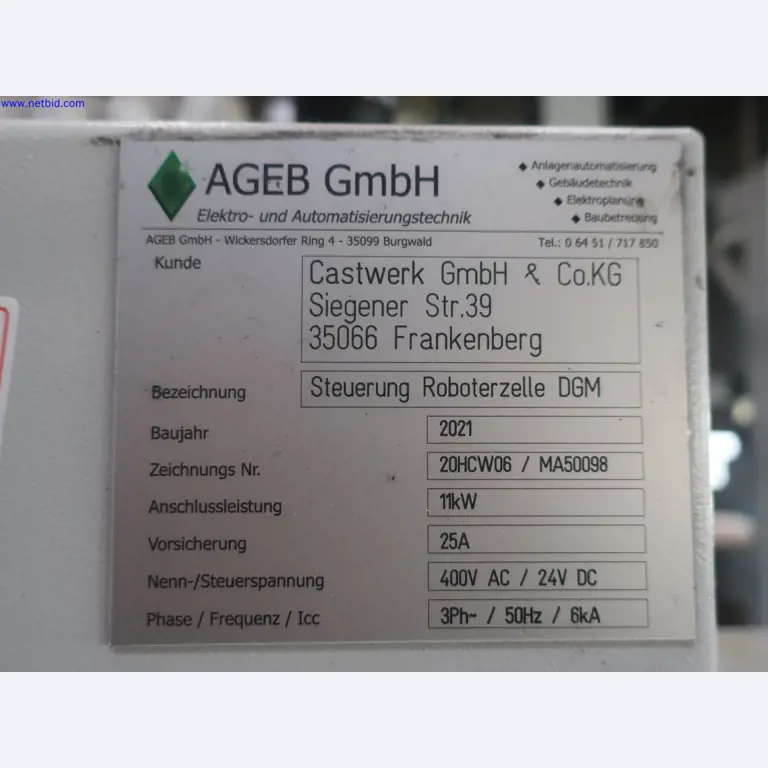 www.netbid.com
AGEB GmbH
Elektro- und Automatisierungstechnik
◆ Anlagenautomatisierung
◆ Gebäudetechnik
◆ Elektroplanung
◆ Baubetreuung
AGEB GmbH - Wickersdorfer Ring 4 - 35099 Burgwald Tel.: 0 64 51 / 717 850
Kunde Castwerk GmbH & Co.KG
Siegener Str.39
35066 Frankenberg
Bezeichnung Steuerung Roboterzelle DGM
Baujahr 2021
Zeichnungs Nr. 20HCW06 / MA50098
Anschlussleistung 11kW
Vorsicherung 25A
Nenn-/Steuerspannung 400V AC / 24V DC
Phase / Frequenz / Icc 3Ph~ / 50Hz / 6kA